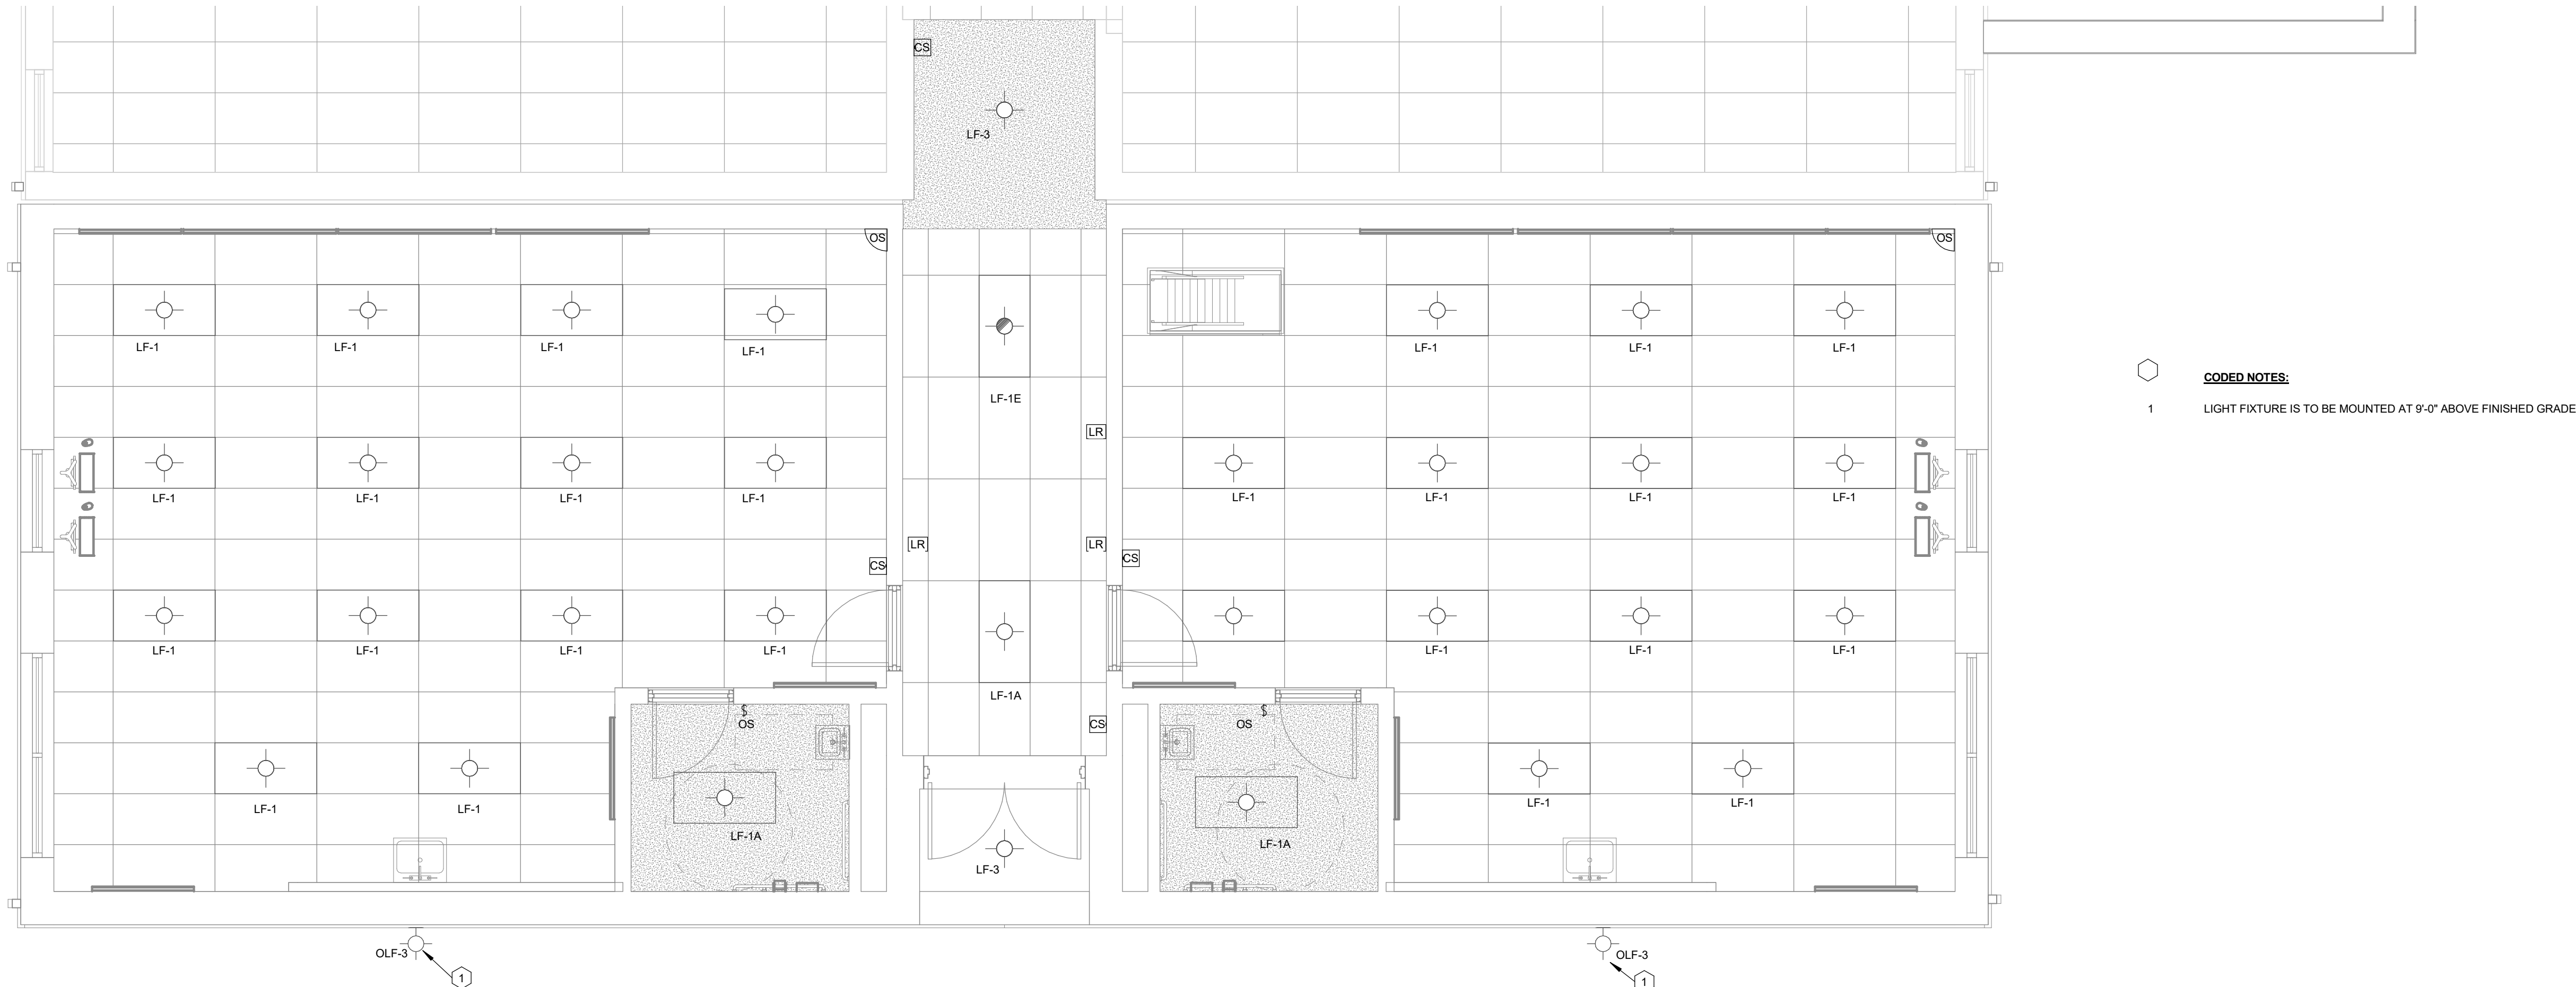 CS
LF-3
OS
OS
LF-1
LF-1
LF-1
LF-1
LF-1
LF-1
LF-1
LF-1E
LR
LF-1
LF-1
LF-1
LF-1
LF-1
LF-1
LF-1
LF-1
LR
LR
CS
CS
LF-1
LF-1
LF-1
LF-1
LF-1
LF-1
LF-1
LF-1A
$
OS
CS
$
OS
LF-1
LF-1
LF-1A
LF-3
LF-1A
LF-1
LF-1
OLF-3
1
OLF-3
1
CODED NOTES:
1 LIGHT FIXTURE IS TO BE MOUNTED AT 9'-0" ABOVE FINISHED GRADE